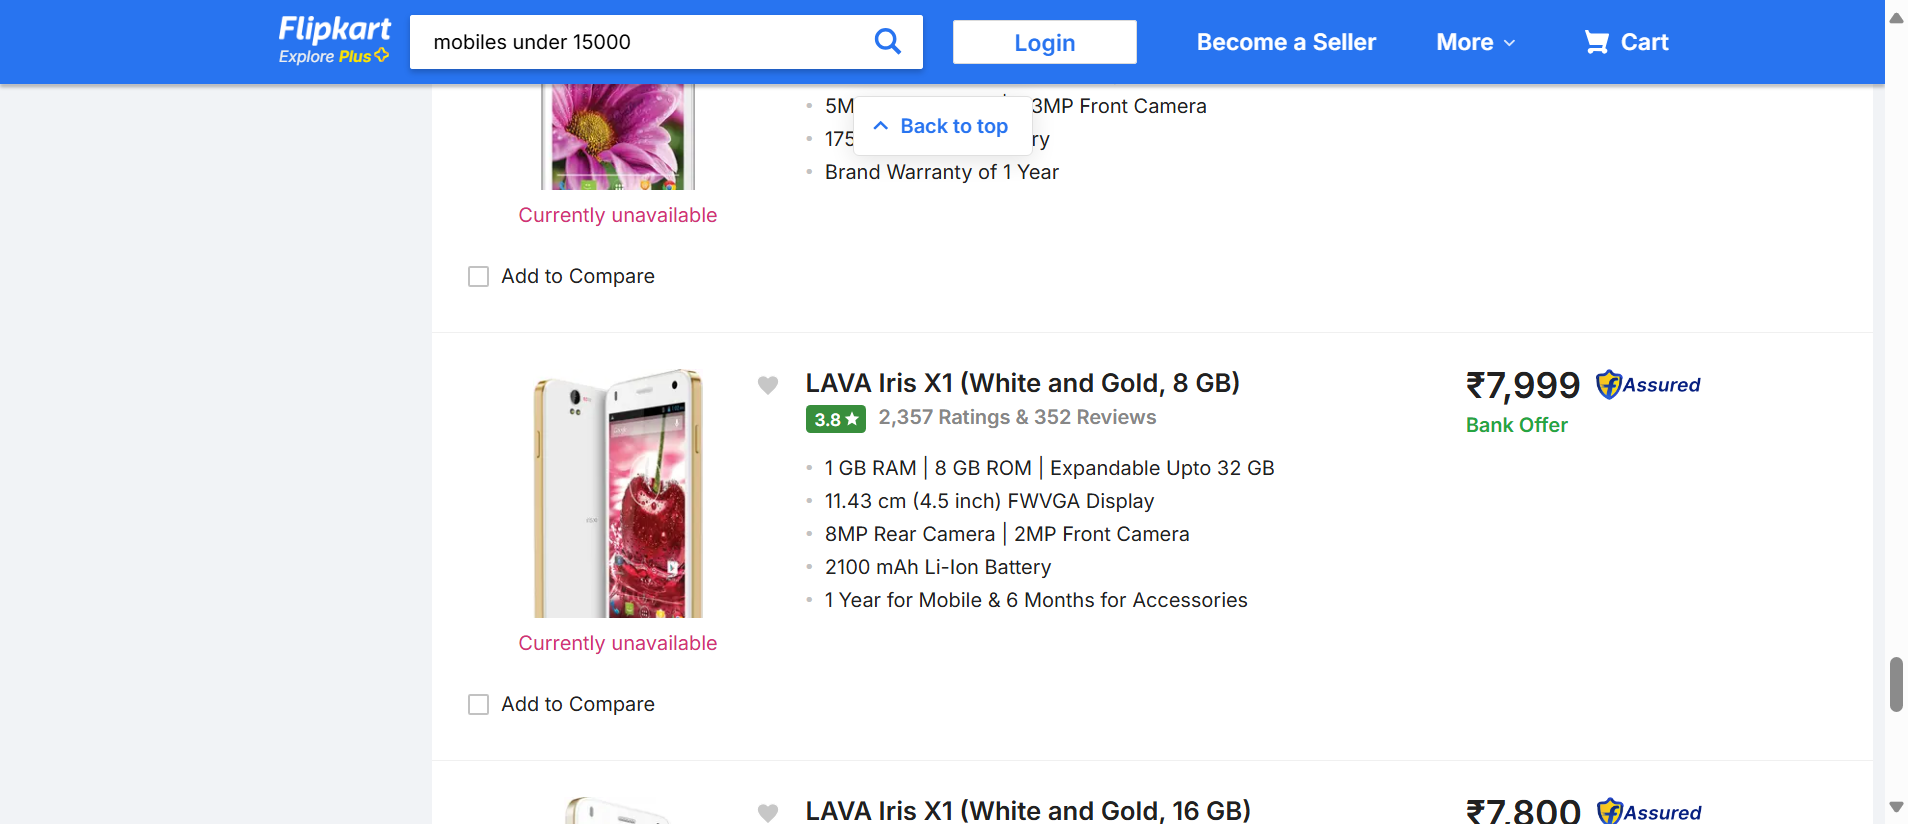 Flipkart
Explore Plus
mobiles under 15000
Login
Become a Seller
More
Cart
Back to top
5M
3MP Front Camera
175
ry
Brand Warranty of 1 Year
Currently unavailable
Add to Compare
LAVA Iris X1 (White and Gold, 8 GB)
3.8 ★ 2,357 Ratings & 352 Reviews
1 GB RAM | 8 GB ROM | Expandable Upto 32 GB
11.43 cm (4.5 inch) FWVGA Display
8MP Rear Camera | 2MP Front Camera
2100 mAh Li-Ion Battery
1 Year for Mobile & 6 Months for Accessories
₹7,999 Assured
Bank Offer
Currently unavailable
Add to Compare
LAVA Iris X1 (White and Gold, 16 GB)
₹7,800 Assured